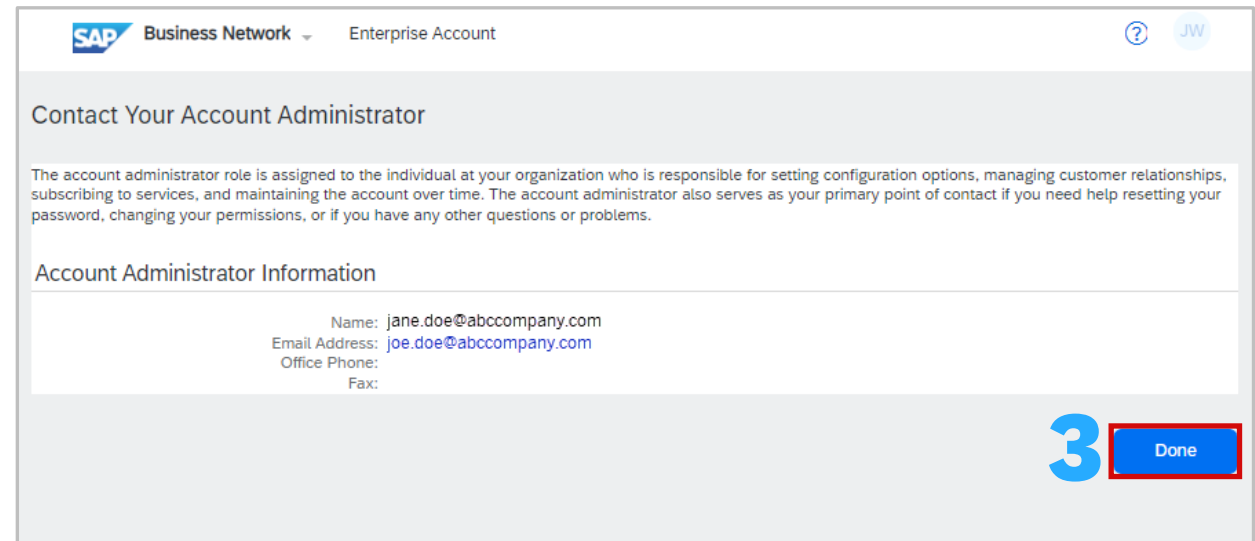 SAP Business Network Enterprise Account ? JW
Contact Your Account Administrator
The account administrator role is assigned to the individual at your organization who is responsible for setting configuration options, managing customer relationships,
subscribing to services, and maintaining the account over time. The account administrator also serves as your primary point of contact if you need help resetting your
password, changing your permissions, or if you have any other questions or problems.
Account Administrator Information
Name: jane.doe@abccompany.com
Email Address: joe.doe@abccompany.com
Office Phone:
Fax:
3 Done